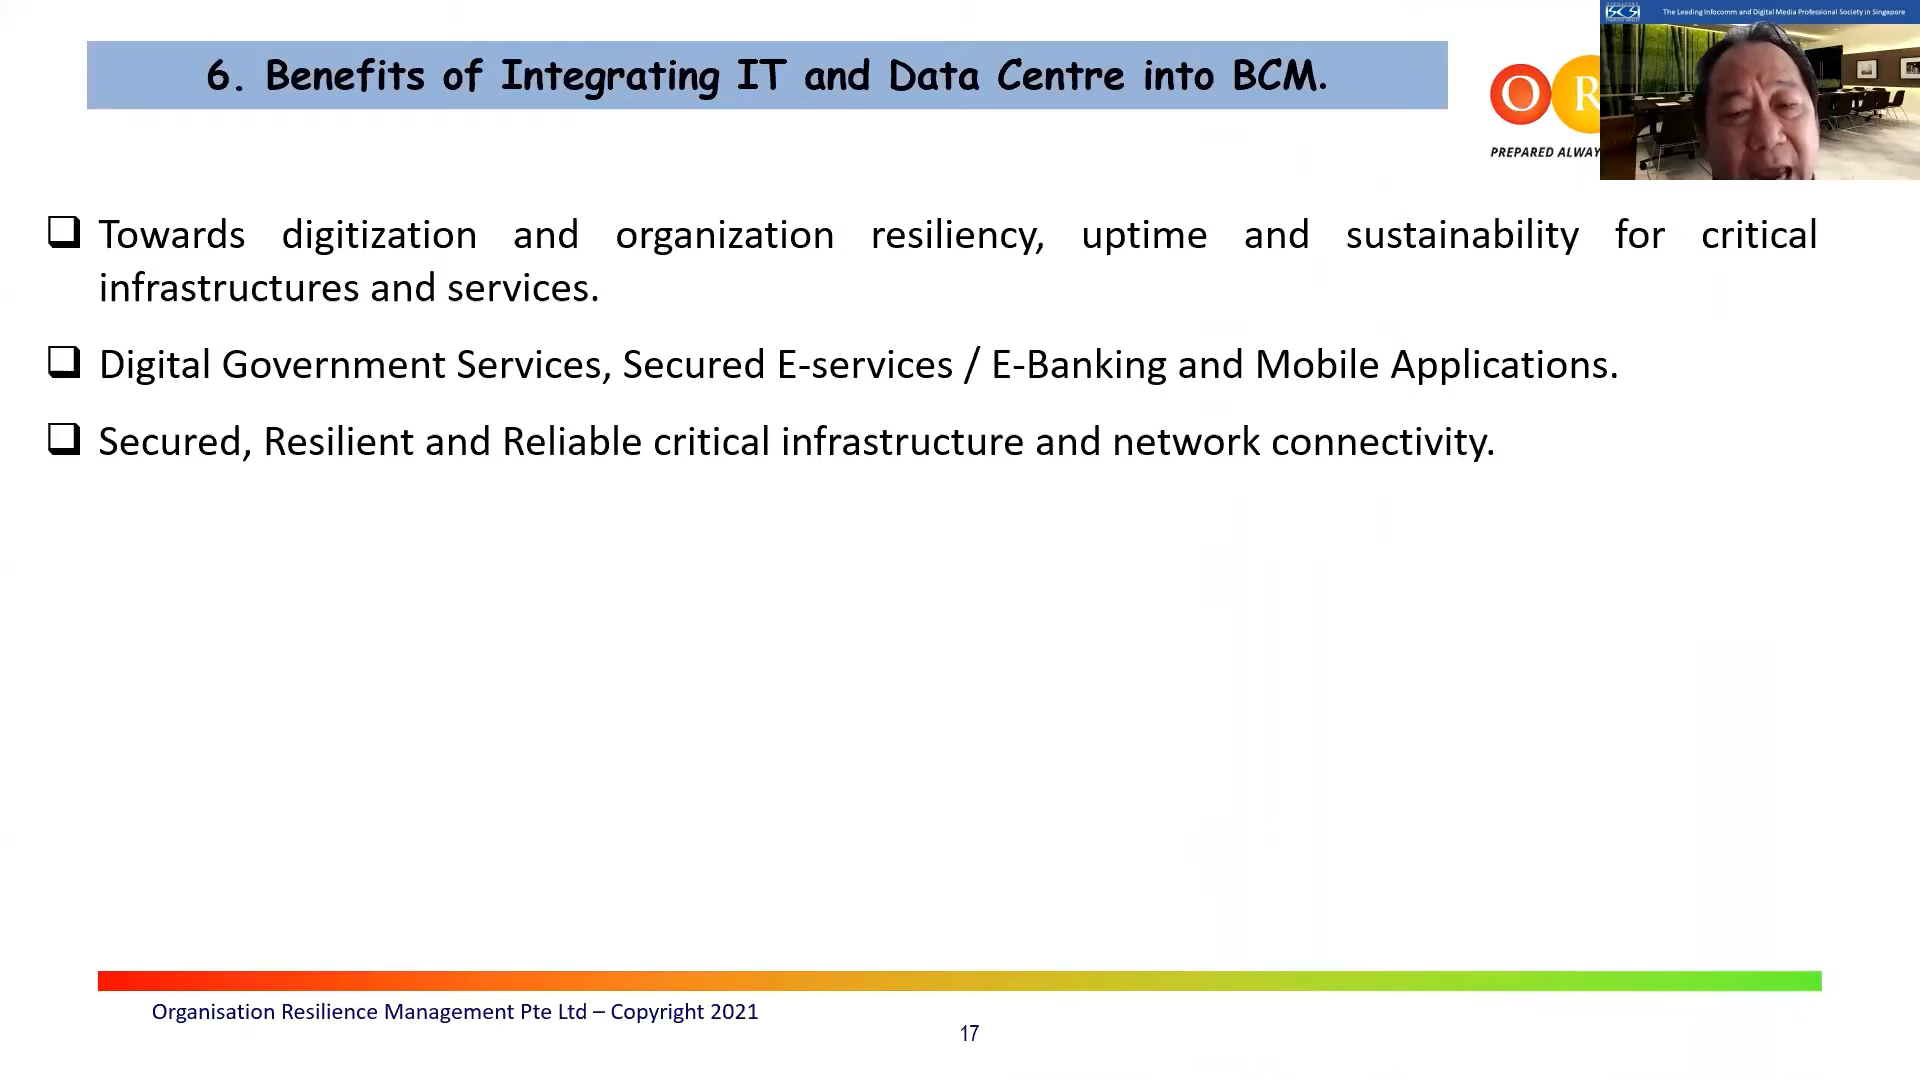 The Leading Infocomm and Digital Media Professional Society in Singapore
SCS
6. Benefits of Integrating IT and Data Centre into BCM.
OR
PREPARED ALWAY
Towards digitization and organization resiliency, uptime and sustainability for critical
infrastructures and services.
Digital Government Services, Secured E-services / E-Banking and Mobile Applications.
Secured, Resilient and Reliable critical infrastructure and network connectivity.
Organisation Resilience Management Pte Ltd – Copyright 2021
17